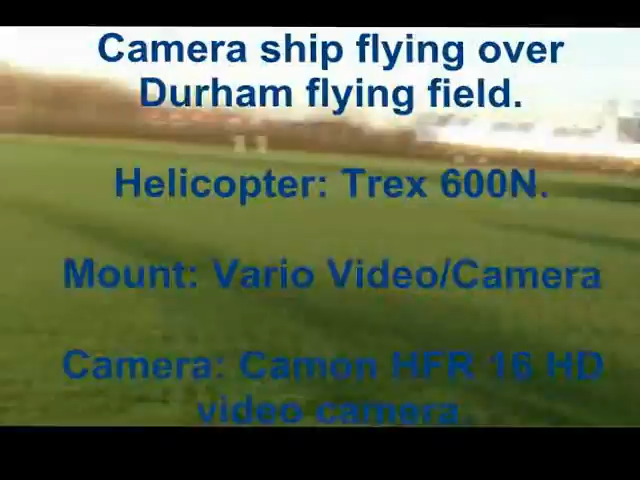 Camera ship flying over
Durham flying field.
Helicopter: Trex 600N.
Mount: Vario Video/Camera
Camera: Camon HFR 16 HD
video camera.